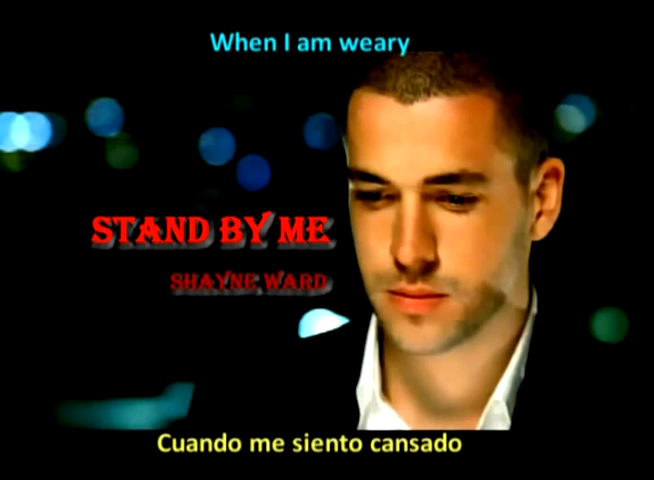 When I am weary
STAND BY ME
SHAYNE WARD
Cuando me siento cansado